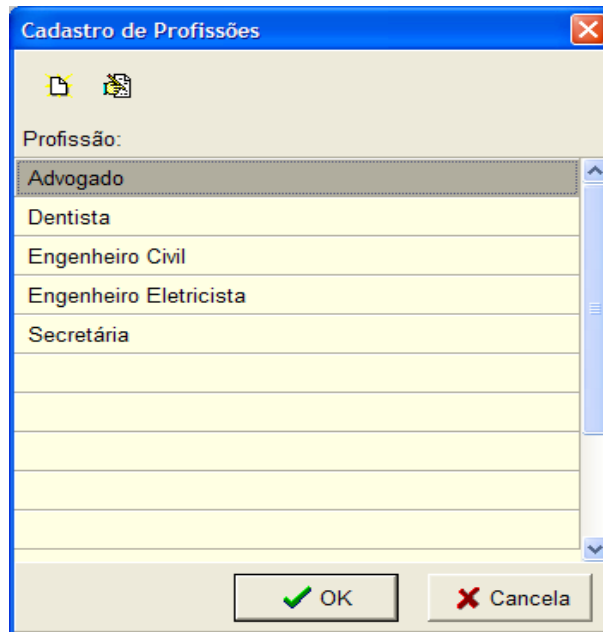 Cadastro de Profissões
Profissão:
Advogado
Dentista
Engenheiro Civil
Engenheiro Eletricista
Secretária
OK
Cancela